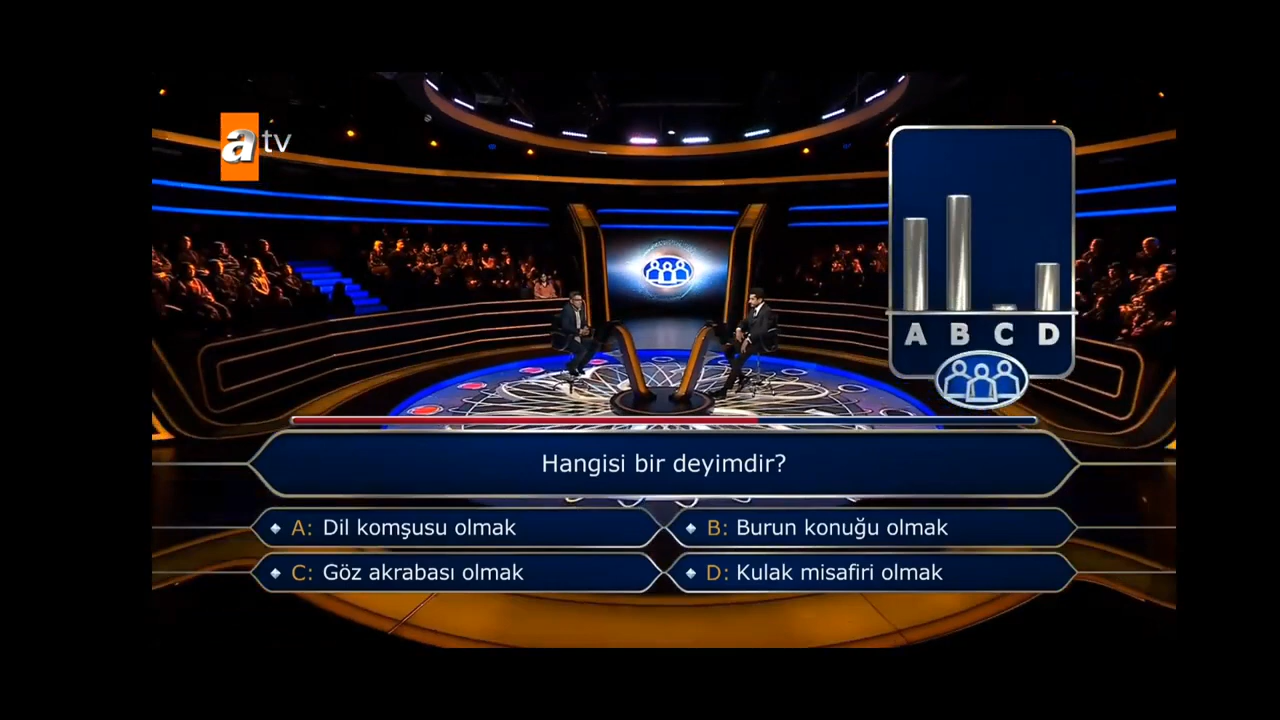 atv
A B C D
Hangisi bir deyimdir?
A: Dil komşusu olmak
B: Burun konuğu olmak
C: Göz akrabası olmak
D: Kulak misafiri olmak